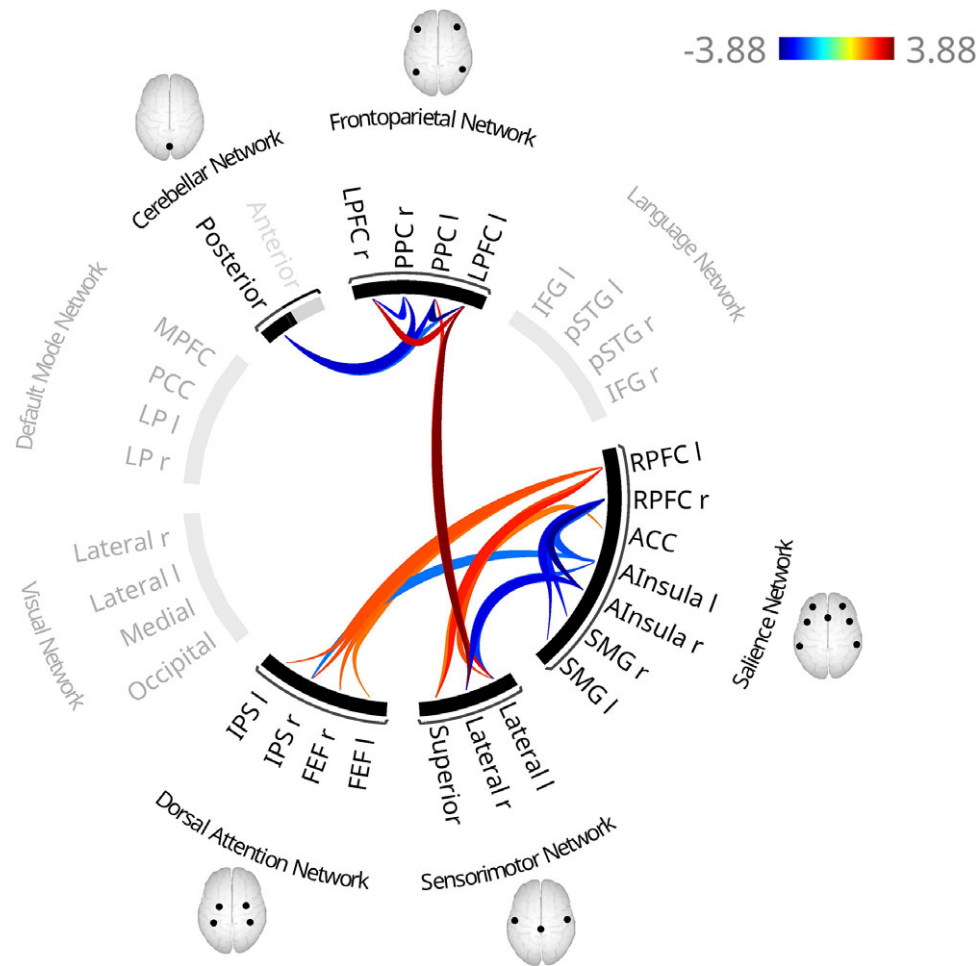 -3.88
3.88
Frontoparietal Network
LPFC r
PPC r
PPC l
LPFC l
Language Network
IFG l
pSTG l
pSTG r
IFG r
Salience Network
RPFC l
RPFC r
ACC
AInsula l
AInsula r
SMG r
SMG l
Sensorimotor Network
Lateral l
Lateral r
Superior
Dorsal Attention Network
FEF l
FEF r
IPS r
IPS l
Visual Network
Occipital
Medial
Lateral l
Lateral r
Default Mode Network
LP r
LP l
PCC
MPFC
Cerebellar Network
Posterior
Anterior